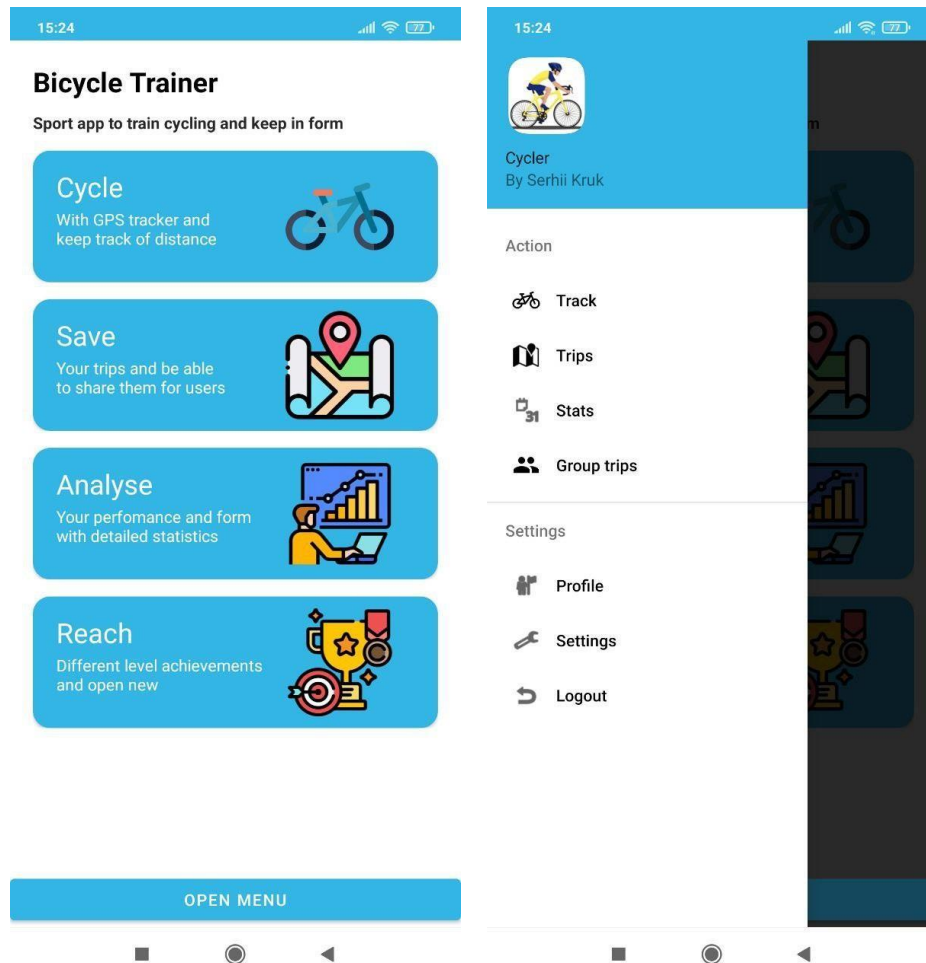 15:24
77
Bicycle Trainer
Sport app to train cycling and keep in form
Cycle
With GPS tracker and
keep track of distance
Save
Your trips and be able
to share them for users
Analyse
Your perfomance and form
with detailed statistics
Reach
Different level achievements
and open new
OPEN MENU
15:24
77
m
Cycler
By Serhii Kruk
Action
Track
Trips
31
Stats
Group trips
Settings
Profile
Settings
Logout